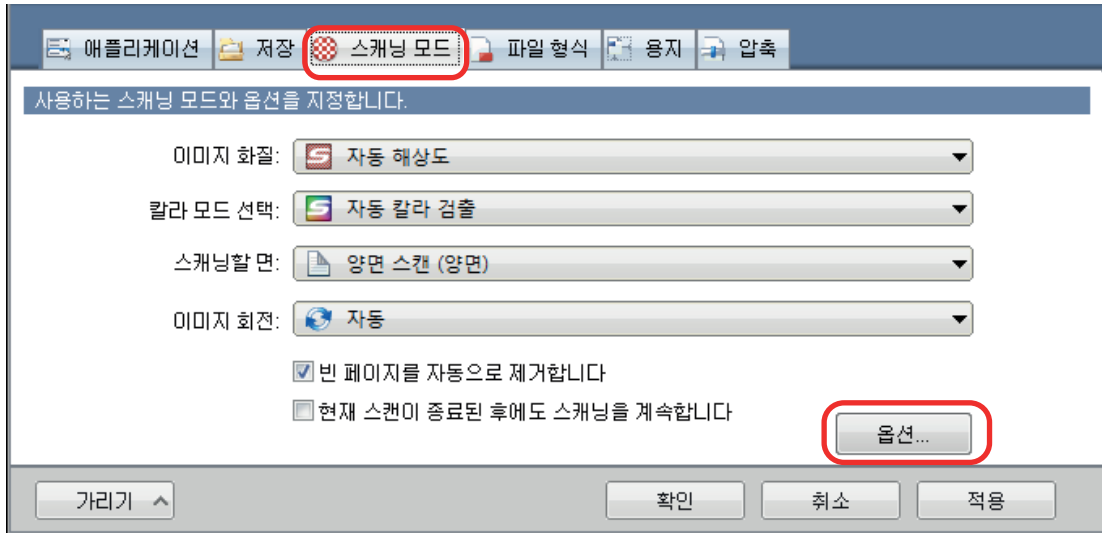 애플리케이션 저장 스캐닝 모드 파일 형식 용지 압축
사용하는 스캐닝 모드와 옵션을 지정합니다.
이미지 화질: 자동 해상도
칼라 모드 선택: 자동 칼라 검출
스캐닝할 면: 양면 스캔 (양면)
이미지 회전: 자동
빈 페이지를 자동으로 제거합니다
현재 스캔이 종료된 후에도 스캐닝을 계속합니다
옵션...
가리기 확인 취소 적용